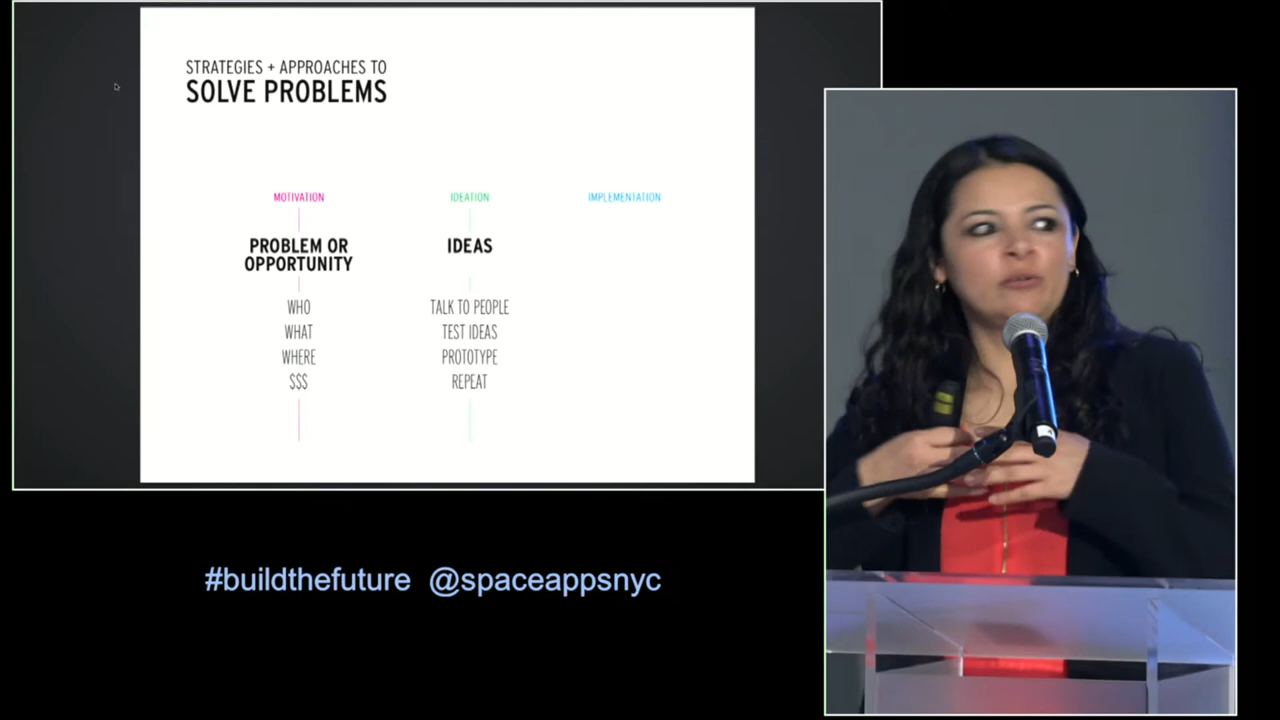 STRATEGIES + APPROACHES TO
SOLVE PROBLEMS
MOTIVATION
PROBLEM OR
OPPORTUNITY
WHO
WHAT
WHERE
$$$
IDEATION
IDEAS
TALK TO PEOPLE
TEST IDEAS
PROTOTYPE
REPEAT
IMPLEMENTATION
#buildthefuture @spaceappsnyc